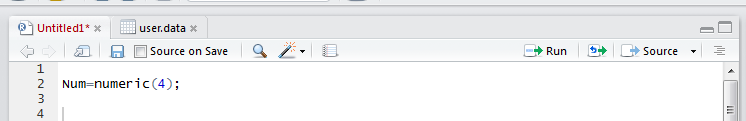 Untitled1* × user.data ×
Source on Save Run Source
1
2 Num=numeric(4);
3
4